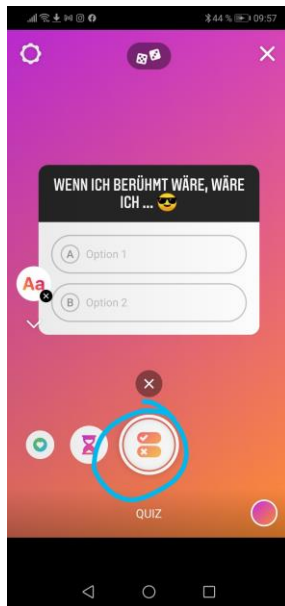 44 % 09:57
WENN ICH BERÜHMT WÄRE, WÄRE
ICH ... 😎
A Option 1
Aa
B Option 2
QUIZ